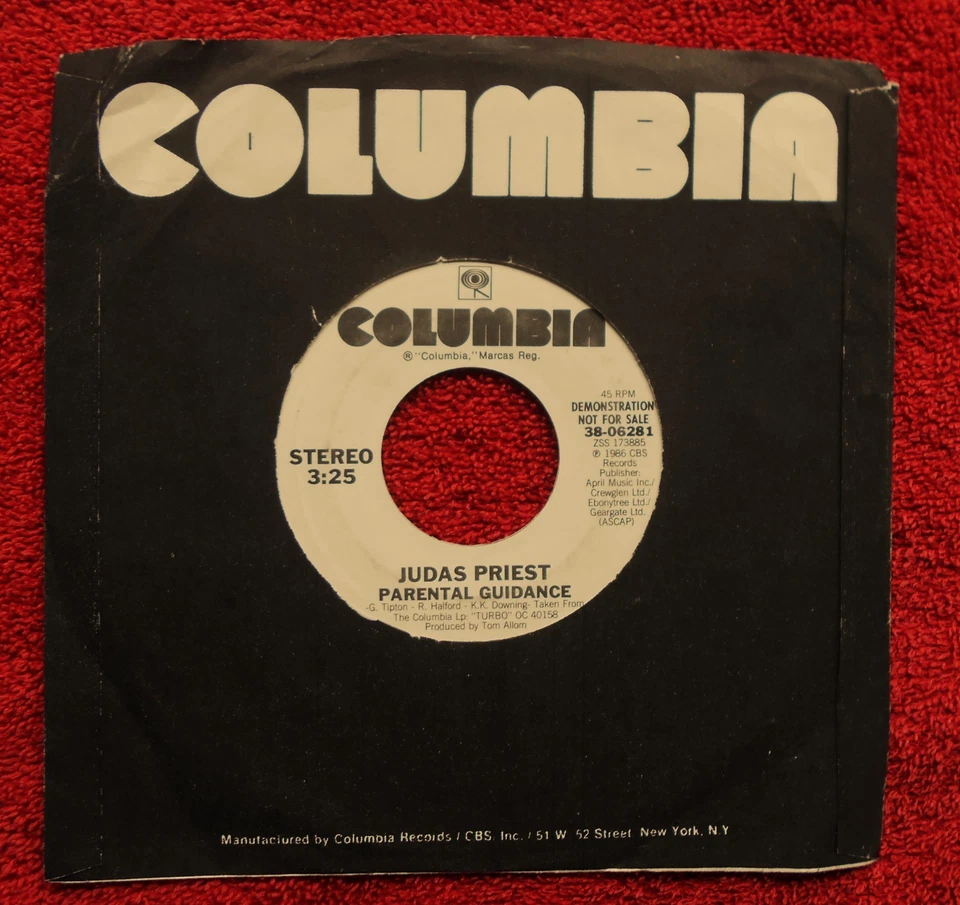 COLUMBIA
COLUMBIA
® "Columbia," Marcas Reg.
45 RPM
DEMONSTRATION
NOT FOR SALE
38-06281
ZSS 173885
℗ 1986 CBS
Records
Publisher:
April Music Inc./
Crewglen Ltd./
Ebonytree Ltd./
Geargate Ltd.
(ASCAP)
STEREO
3:25
JUDAS PRIEST
PARENTAL GUIDANCE
-G. Tipton - R. Halford - K.K. Downing- Taken From
The Columbia Lp: "TURBO" OC 40158
Produced by Tom Allom
Manufactured by Columbia Records / CBS, Inc. / 51 W. 52 Street, New York, N.Y.